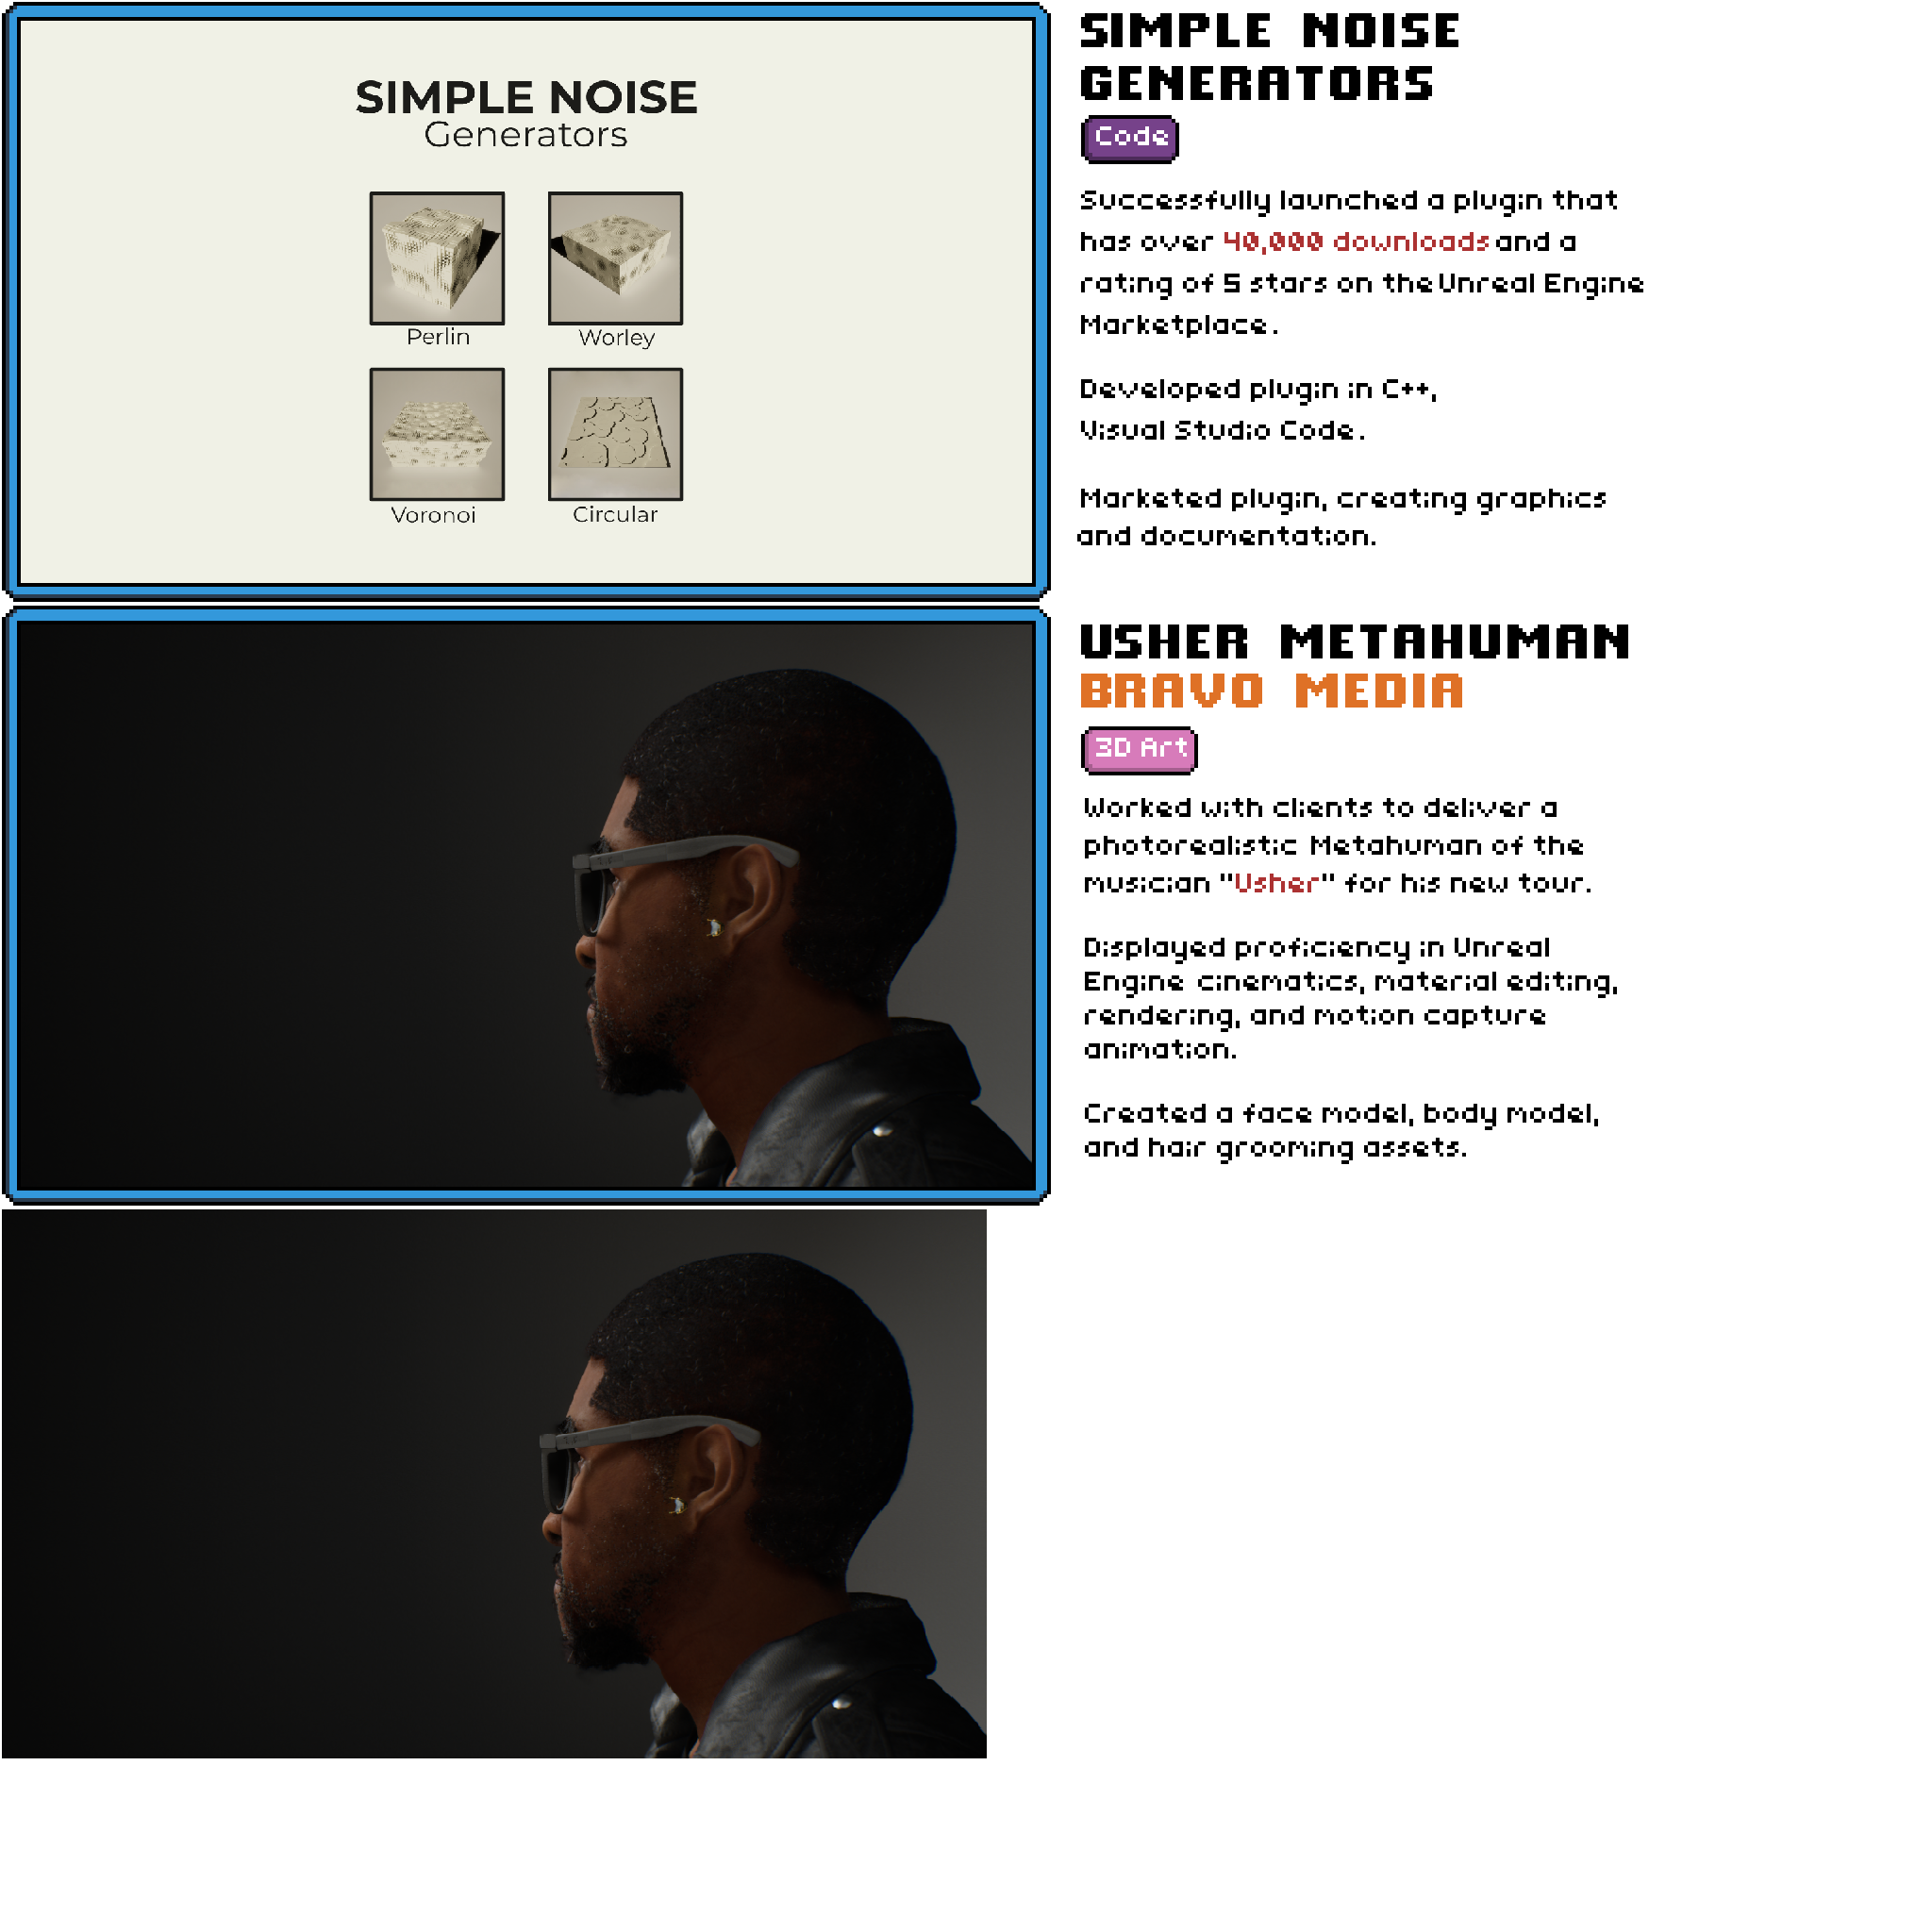 SIMPLE NOISE
Generators
Perlin
Worley
Voronoi
Circular
SIMPLE NOISE
GENERATORS
Code
Successfully launched a plugin that
has over 40,000 downloads and a
rating of 5 stars on the Unreal Engine
Marketplace.
Developed plugin in C++,
Visual Studio Code.
Marketed plugin, creating graphics
and documentation.
USHER METAHUMAN
BRAVO MEDIA
3D Art
Worked with clients to deliver a
photorealistic Metahuman of the
musician "Usher" for his new tour.
Displayed proficiency in Unreal
Engine cinematics, material editing,
rendering, and motion capture
animation.
Created a face model, body model,
and hair grooming assets.